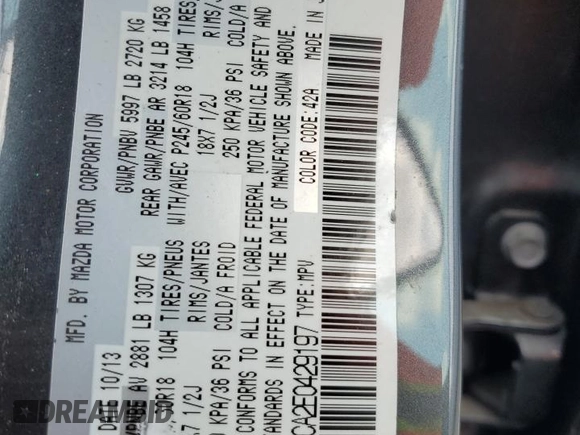 MFD. BY MAZDA MOTOR CORPORATION
DATE 10/13 GVWR/PNBV 5997 LB 2720 KG
AV 2881 LB 1307 KG REAR GAWR/PNBE AR 3214 LB 1458
60R18 104H TIRES/PNEUS WITH/AVEC P245/60R18 104H TIRES
7 1/2J RIMS/JANTES 18X7 1/2J RIMS/J
KPA/36 PSI COLD/A FROID 250 KPA/36 PSI COLD/A
CONFORMS TO ALL APPLICABLE FEDERAL MOTOR VEHICLE SAFETY AND
STANDARDS IN EFFECT ON THE DATE OF MANUFACTURE SHOWN ABOVE.
CA2E0429197 TYPE:MPV COLOR CODE:42A MADE IN J
DREAMBID